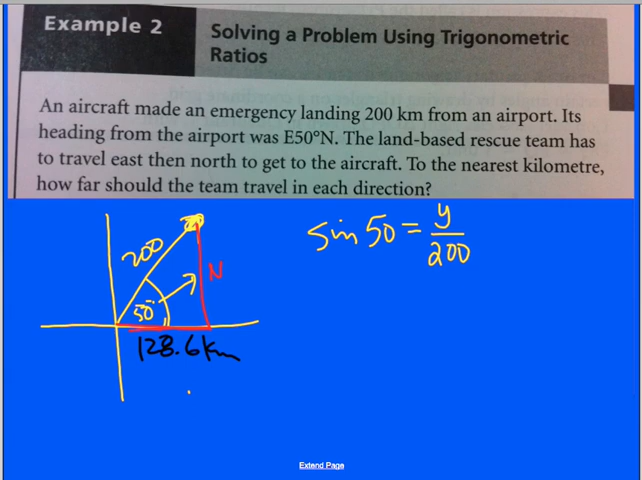 Example 2
Solving a Problem Using Trigonometric
Ratios
An aircraft made an emergency landing 200 km from an airport. Its
heading from the airport was E50°N. The land-based rescue team has
to travel east then north to get to the aircraft. To the nearest kilometre,
how far should the team travel in each direction?
sin 50 = y
200
200
N
50°
128.6 km
Extend Page